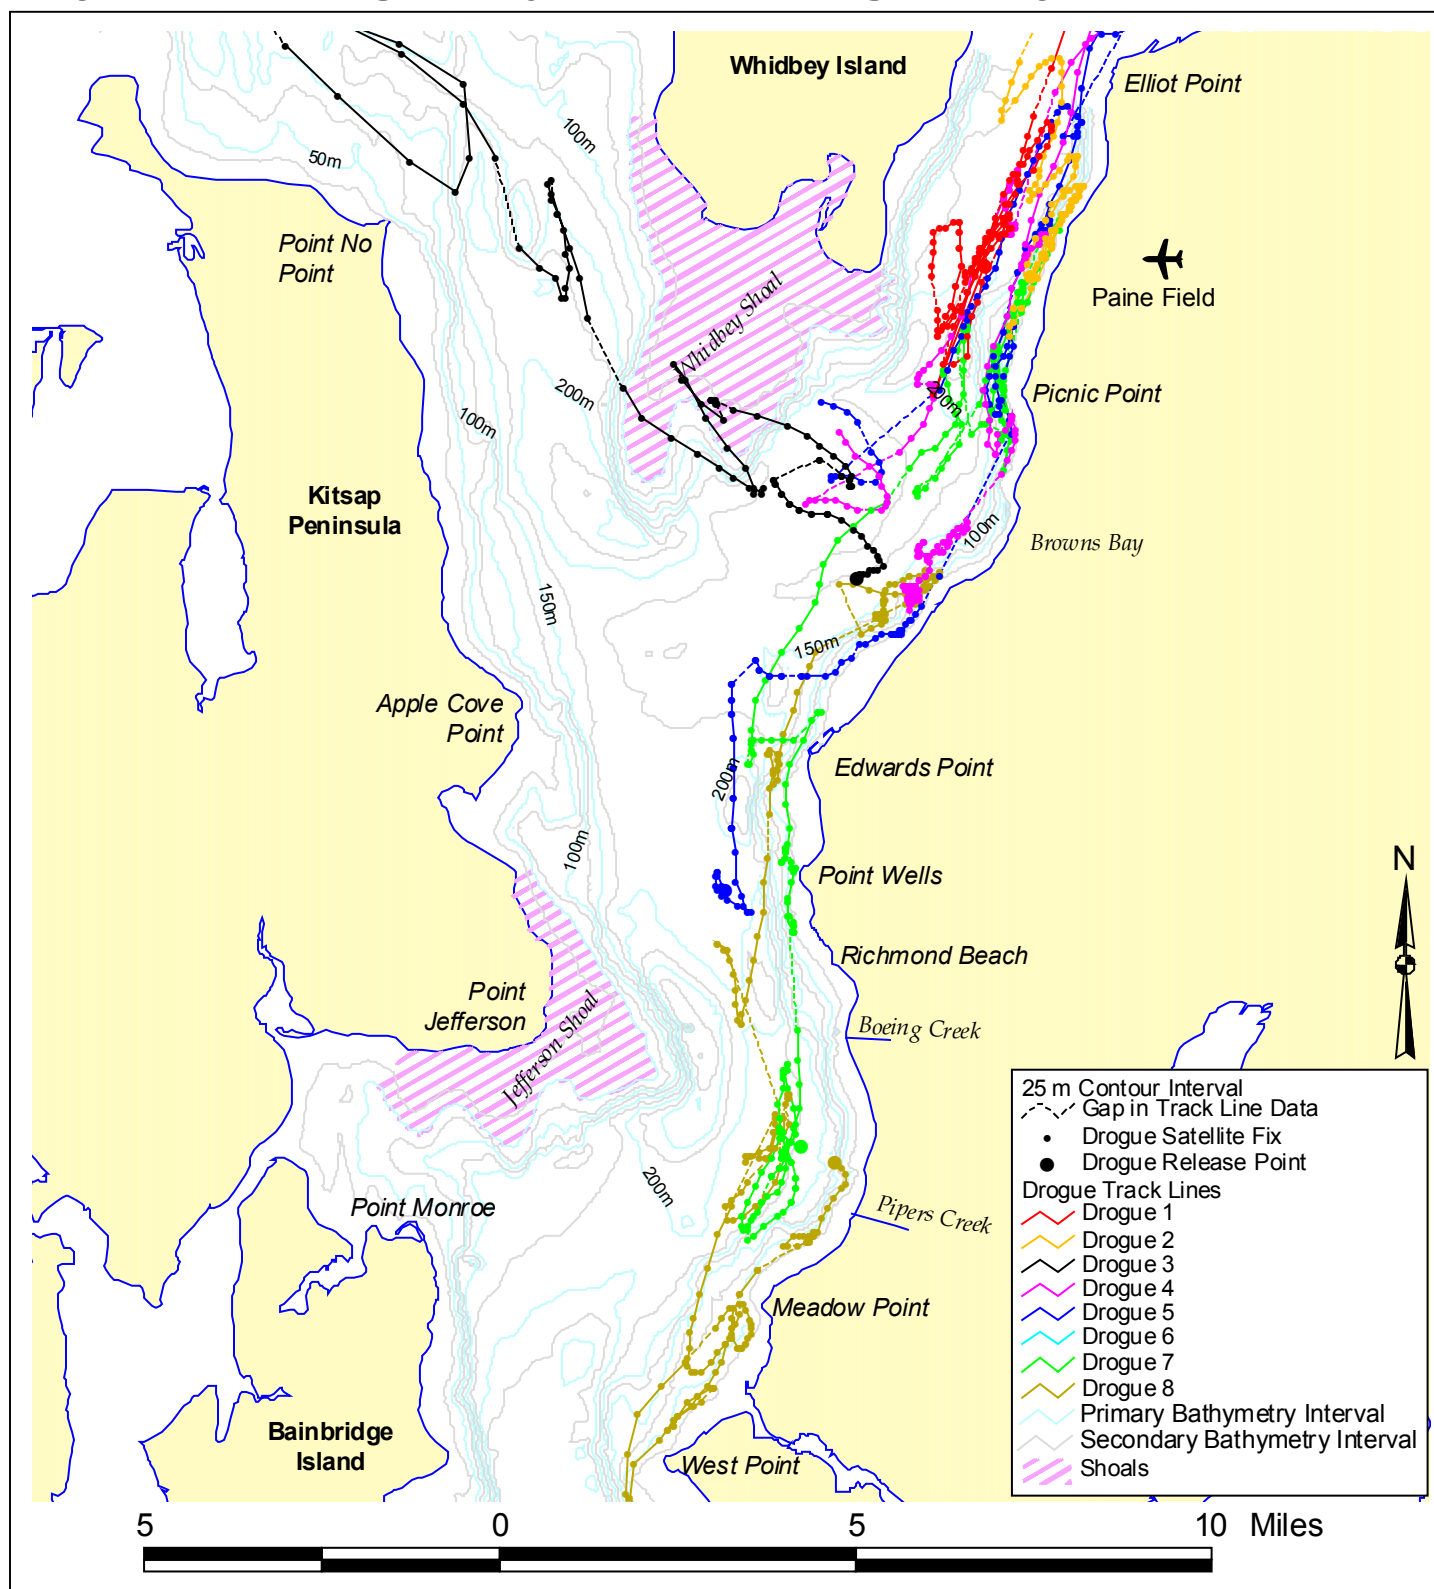 Whidbey Island
Elliot Point
100m
50m
Point No
Point
Paine Field
Whidbey Shoal
200m
200m
Picnic Point
100m
Kitsap
Peninsula
100m
Browns Bay
150m
150m
Apple Cove
Point
Edwards Point
200m
100m
Point Wells
N
Richmond Beach
Point
Jefferson
Jefferson Shoal
Boeing Creek
200m
Point Monroe
Pipers Creek
Meadow Point
Bainbridge
Island
West Point
25 m Contour Interval
Gap in Track Line Data
Drogue Satellite Fix
Drogue Release Point
Drogue Track Lines
Drogue 1
Drogue 2
Drogue 3
Drogue 4
Drogue 5
Drogue 6
Drogue 7
Drogue 8
Primary Bathymetry Interval
Secondary Bathymetry Interval
Shoals
5 0 5 10 Miles